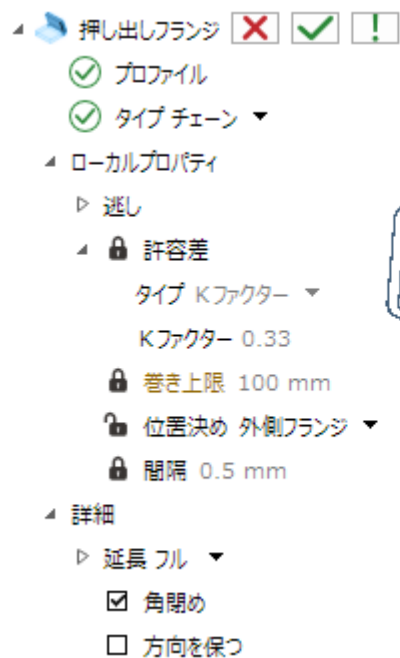 押し出しフランジ
プロファイル
タイプ チェーン
ローカルプロパティ
逃し
許容差
タイプ Kファクター
Kファクター 0.33
巻き上限 100 mm
位置決め 外側フランジ
間隔 0.5 mm
詳細
延長 フル
角閉め
方向を保つ